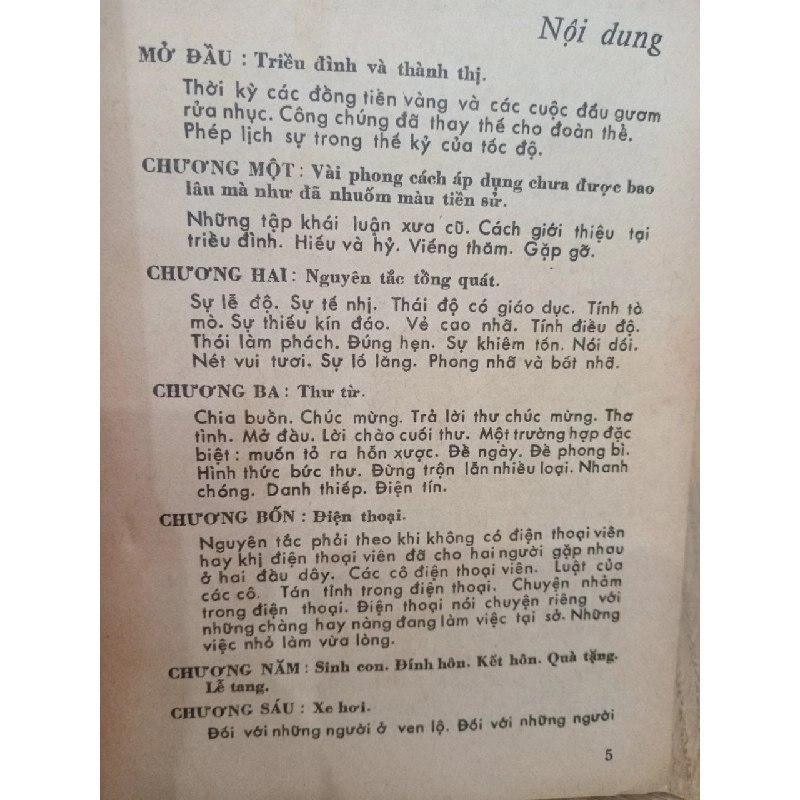 Nội dung
MỞ ĐẦU : Triều đình và thành thị.
Thời kỳ các đồng tiền vàng và các cuộc đấu gươm
rửa nhục. Công chúng đã thay thế cho đoàn thể.
Phép lịch sự trong thế kỷ của tốc độ.
CHƯƠNG MỘT : Vài phong cách áp dụng chưa được bao
lâu mà như đã nhuốm màu tiền sử.
Những tập khái luận xưa cũ. Cách giới thiệu tại
triều đình. Hiếu và hỷ. Viếng thăm. Gặp gỡ.
CHƯƠNG HAI : Nguyên tắc tổng quát.
Sự lễ độ. Sự tế nhị. Thái độ có giáo dục. Tính tò
mò. Sự thiếu kín đáo. Vẻ cao nhã. Tính điều độ.
Thói làm phách. Đúng hẹn. Sự khiêm tốn. Nói dối.
Nét vui tươi. Sự lố lăng. Phong nhã và bất nhã.
CHƯƠNG BA : Thư từ.
Chia buồn. Chúc mừng. Trả lời thư chúc mừng. Thơ
tình. Mở đầu. Lời chào cuối thư. Một trường hợp đặc
biệt : muốn tỏ ra hỗn xược. Đề ngày. Đề phong bì.
Hình thức bức thư. Đừng trộn lẫn nhiều loại. Nhanh
chóng. Danh thiếp. Điện tín.
CHƯƠNG BỐN : Điện thoại.
Nguyên tắc phải theo khi không có điện thoại viên
hay khi điện thoại viên đã cho hai người gặp nhau
ở hai đầu dây. Các cô điện thoại viên. Luật của
các cô. Tán tỉnh trong điện thoại. Chuyện nhảm
trong điện thoại. Điện thoại nói chuyện riêng với
những chàng hay nàng đang làm việc tại sở. Những
việc nhỏ làm vừa lòng.
CHƯƠNG NĂM : Sinh con. Đính hôn. Kết hôn. Quà tặng.
Lễ tang.
CHƯƠNG SÁU : Xe hơi.
Đối với những người ở ven lộ. Đối với những người
5